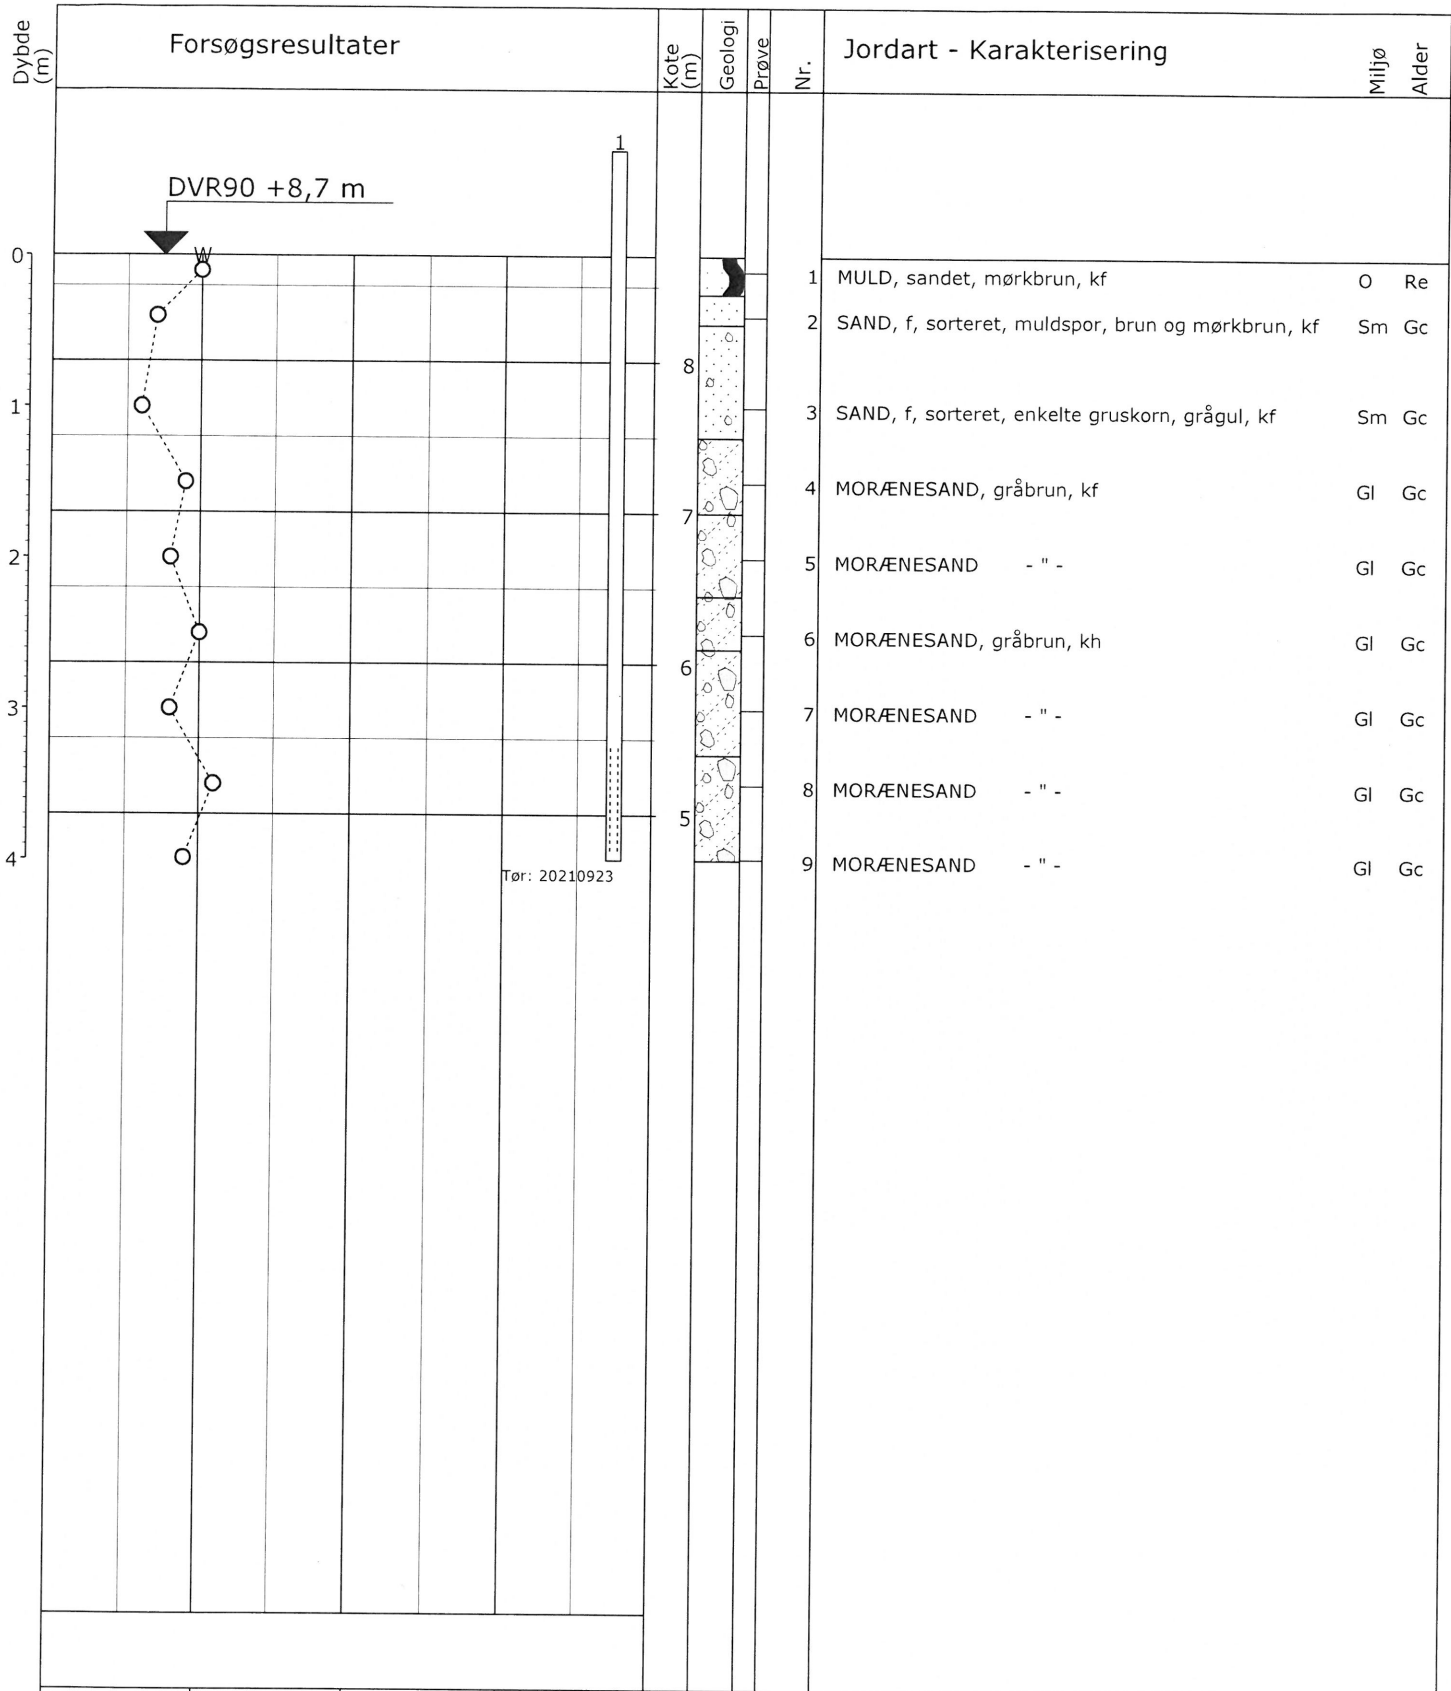 Dybde (m)
Forsøgsresultater
Kote (m)
Geologi
Prøve
Nr.
Jordart - Karakterisering
Miljø
Alder
1
DVR90 +8,7 m
0
W
1 MULD, sandet, mørkbrun, kf O Re
2 SAND, f, sorteret, muldspor, brun og mørkbrun, kf Sm Gc
8
1
3 SAND, f, sorteret, enkelte gruskorn, grågul, kf Sm Gc
4 MORÆNESAND, gråbrun, kf Gl Gc
7
2
5 MORÆNESAND - " - Gl Gc
6 MORÆNESAND, gråbrun, kh Gl Gc
6
3
7 MORÆNESAND - " - Gl Gc
8 MORÆNESAND - " - Gl Gc
5
4
9 MORÆNESAND - " - Gl Gc
Tør: 20210923